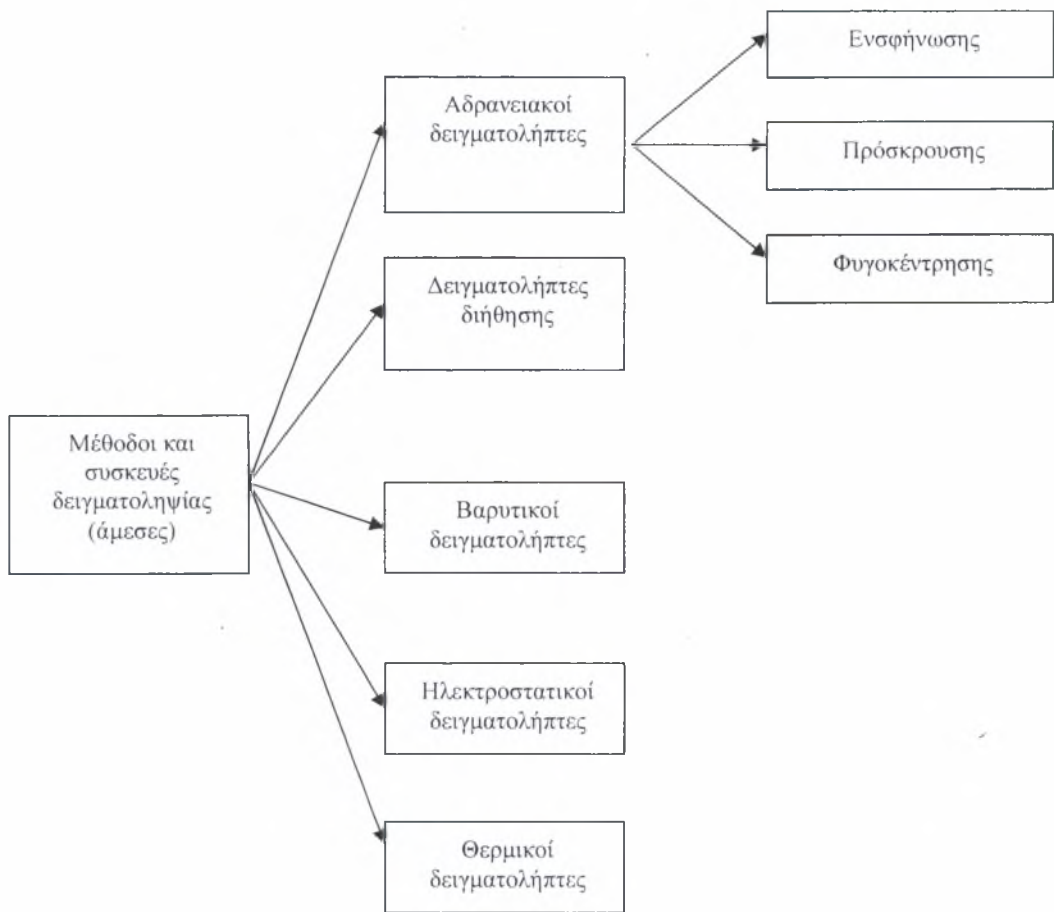 Ενσφήνωσης
Αδρανειακοί
δειγματολήπτες
Πρόσκρουσης
Φυγοκέντρησης
Δειγματολήπτες
διήθησης
Μέθοδοι και
συσκευές
δειγματοληψίας
(άμεσες)
Βαρυτικοί
δειγματολήπτες
Ηλεκτροστατικοί
δειγματολήπτες
Θερμικοί
δειγματολήπτες